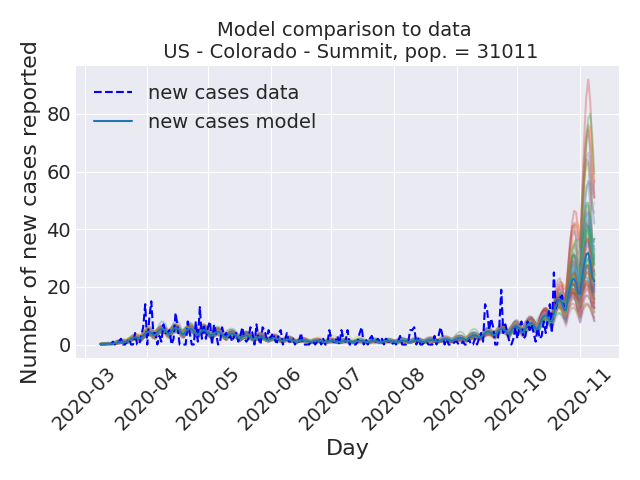 Model comparison to data
US - Colorado - Summit, pop. = 31011
Number of new cases reported
80
60
40
20
0
new cases data
new cases model
2020-03
2020-04
2020-05
2020-06
2020-07
2020-08
2020-09
2020-10
2020-11
Day